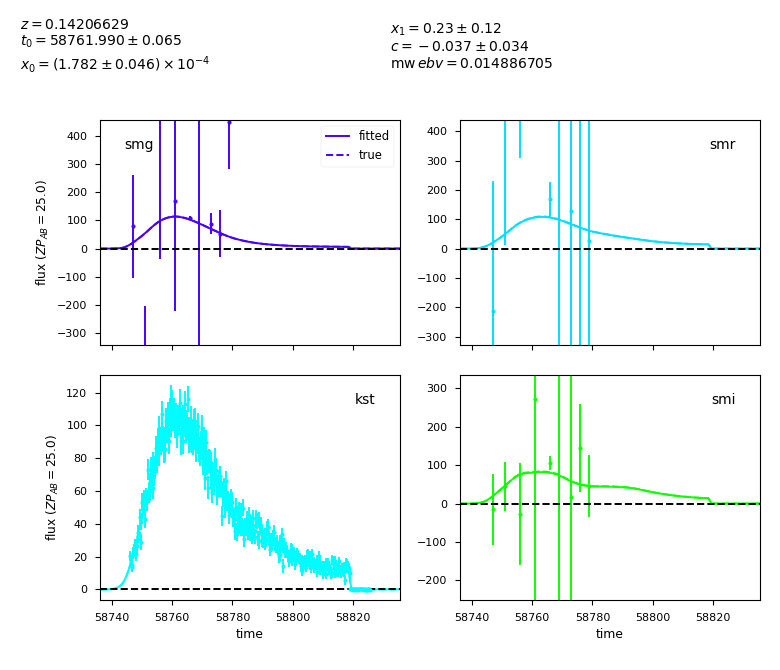 z = 0.14206629
t₀ = 58761.990 ± 0.065
x₀ = (1.782 ± 0.046) × 10⁻⁴
x₁ = 0.23 ± 0.12
c = −0.037 ± 0.034
mw ebv = 0.014886705
smg
fitted
true
400
300
200
100
0
−100
−200
−300
flux (ZP_AB = 25.0)
smr
400
300
200
100
0
−100
−200
−300
kst
120
100
80
60
40
20
0
flux (ZP_AB = 25.0)
58740 58760 58780 58800 58820
time
smi
300
200
100
0
−100
−200
58740 58760 58780 58800 58820
time